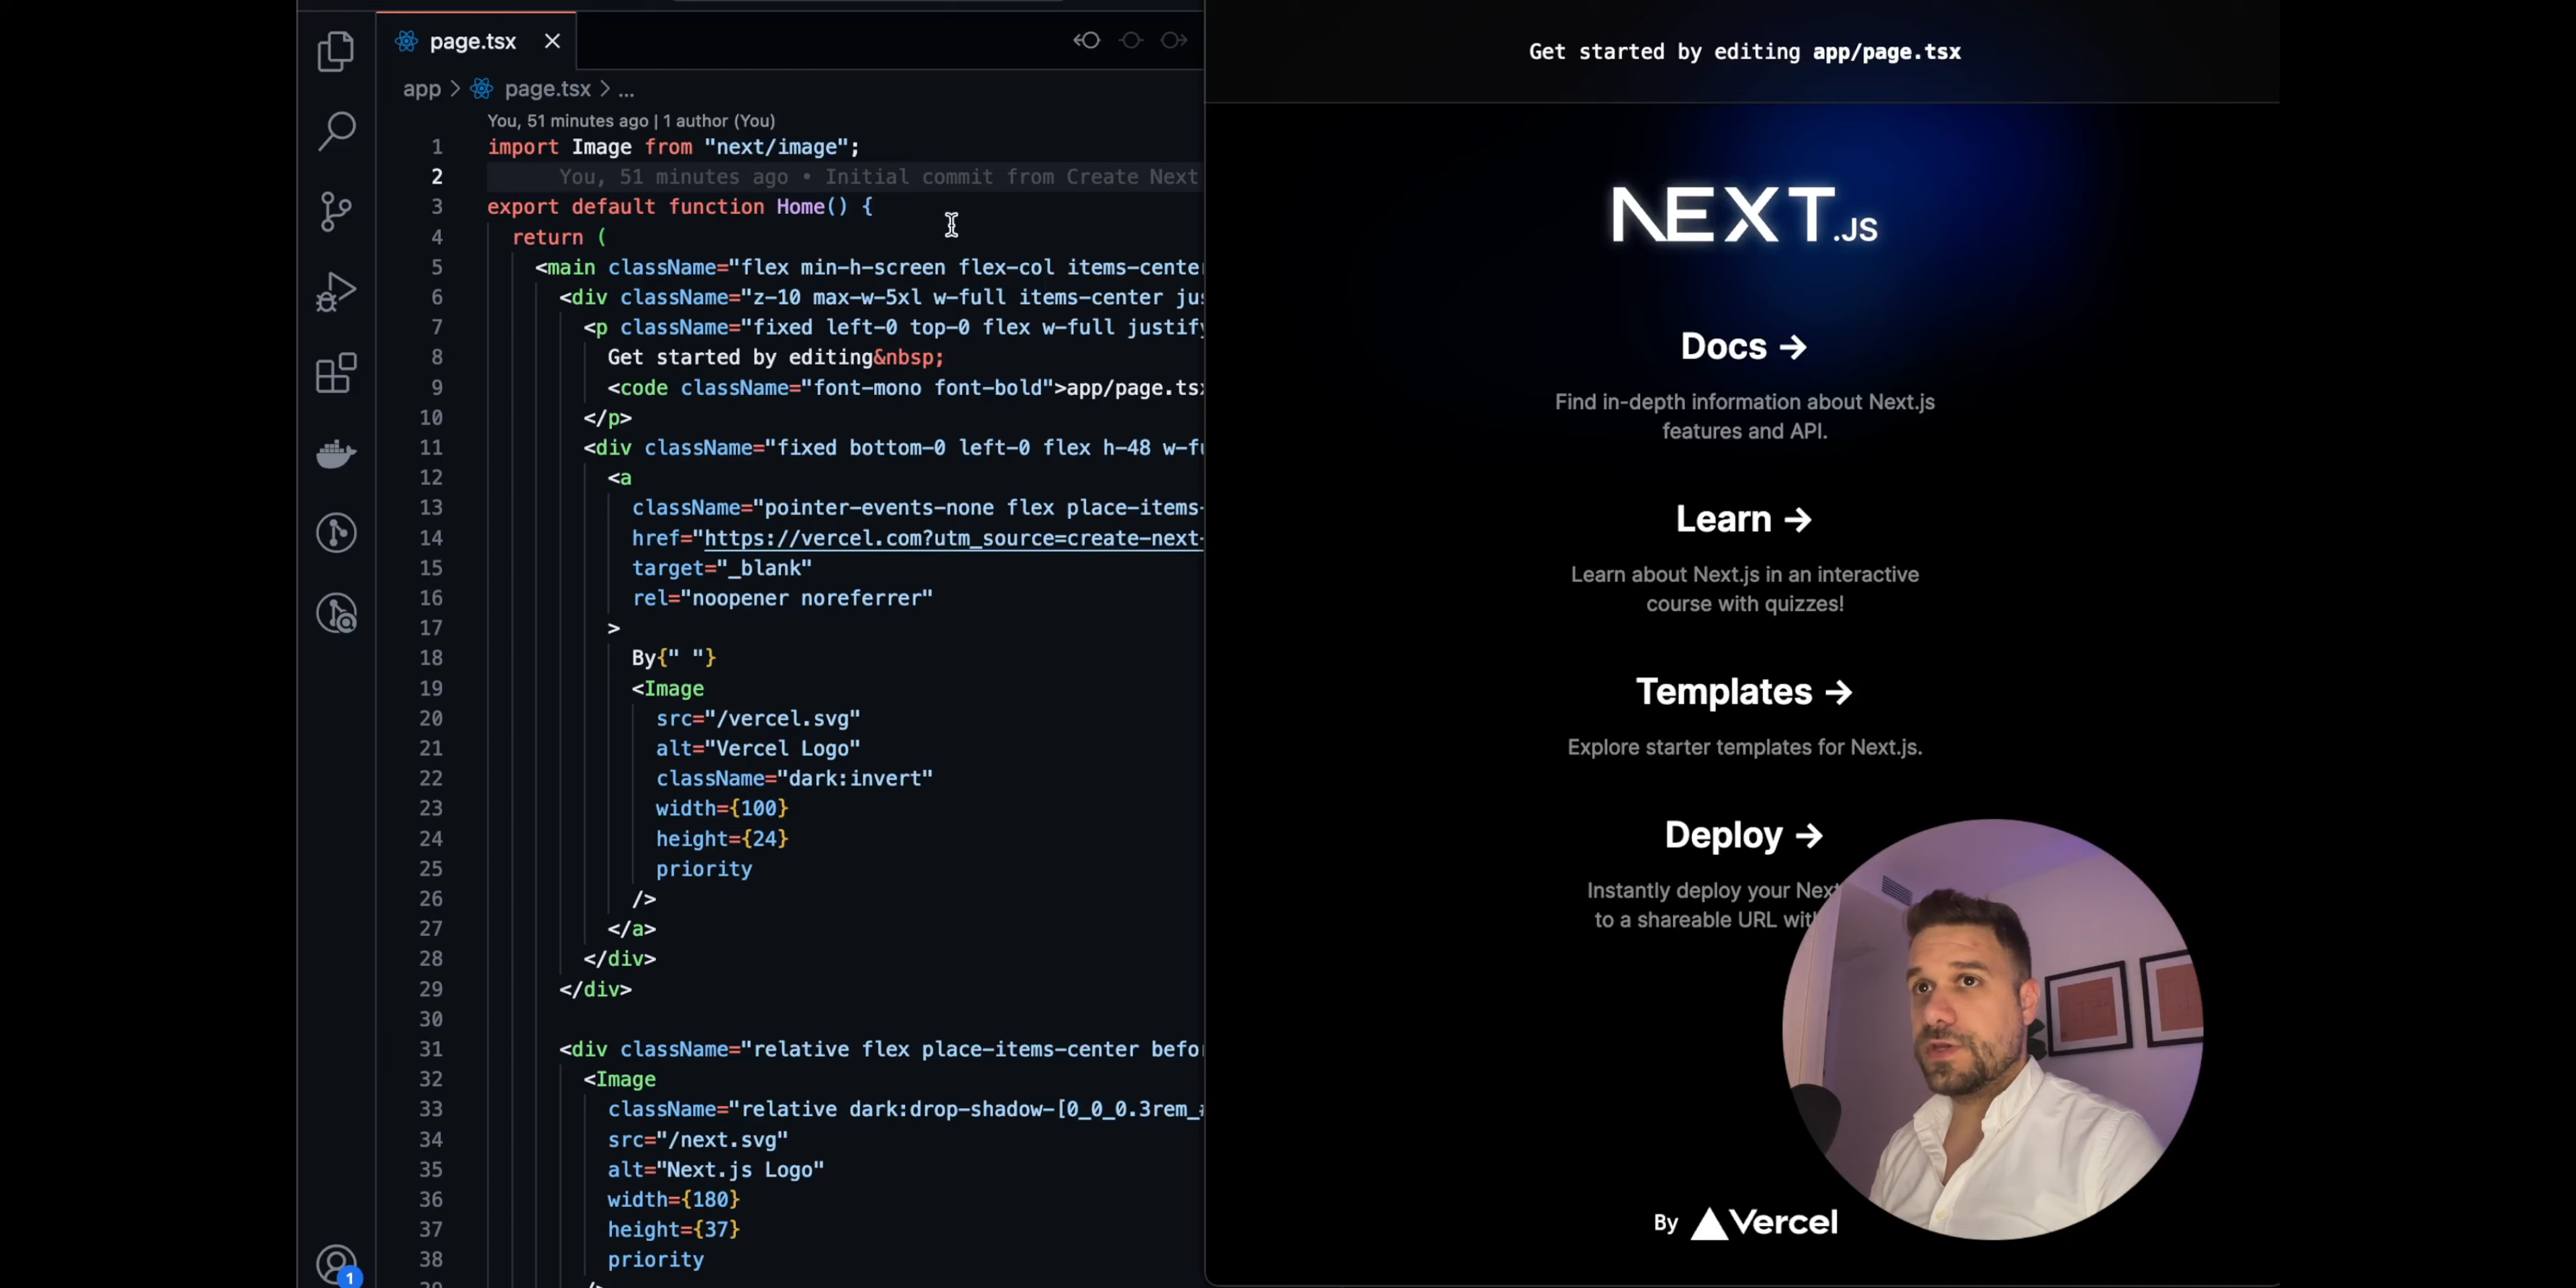 page.tsx
app > page.tsx > ...
You, 51 minutes ago | 1 author (You)
1 import Image from "next/image";
2 You, 51 minutes ago • Initial commit from Create Next
3 export default function Home() {
4 return (
5 <main className="flex min-h-screen flex-col items-center
6 <div className="z-10 max-w-5xl w-full items-center jus
7 <p className="fixed left-0 top-0 flex w-full justify
8 Get started by editing&nbsp;
9 <code className="font-mono font-bold">app/page.tsx
10 </p>
11 <div className="fixed bottom-0 left-0 flex h-48 w-fu
12 <a
13 className="pointer-events-none flex place-items-
14 href="https://vercel.com?utm_source=create-next-
15 target="_blank"
16 rel="noopener noreferrer"
17 >
18 By{" "}
19 <Image
20 src="/vercel.svg"
21 alt="Vercel Logo"
22 className="dark:invert"
23 width={100}
24 height={24}
25 priority
26 />
27 </a>
28 </div>
29 </div>
30
31 <div className="relative flex place-items-center befor
32 <Image
33 className="relative dark:drop-shadow-[0_0_0.3rem_#
34 src="/next.svg"
35 alt="Next.js Logo"
36 width={180}
37 height={37}
38 priority
1
Get started by editing app/page.tsx
NEXT.JS
Docs →
Find in-depth information about Next.js
features and API.
Learn →
Learn about Next.js in an interactive
course with quizzes!
Templates →
Explore starter templates for Next.js.
Deploy →
Instantly deploy your Next
to a shareable URL with
By Vercel